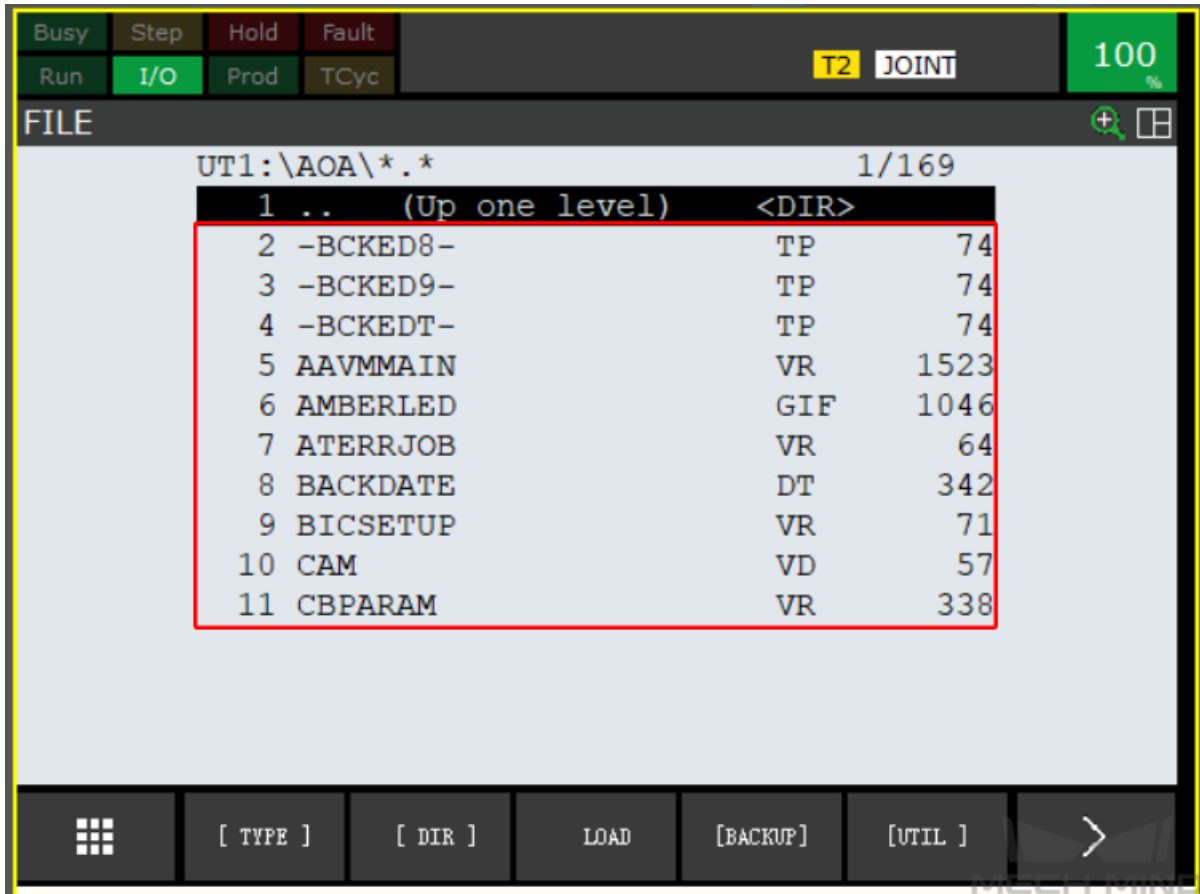 Busy Step Hold Fault
Run I/O Prod TCyc T2 JOINT 100 %
FILE
UT1:\AOA\*.* 1/169
1 .. (Up one level) <DIR>
2 -BCKED8- TP 74
3 -BCKED9- TP 74
4 -BCKEDT- TP 74
5 AAVMMAIN VR 1523
6 AMBERLED GIF 1046
7 ATERRJOB VR 64
8 BACKDATE DT 342
9 BICSETUP VR 71
10 CAM VD 57
11 CBPARAM VR 338
[ TYPE ] [ DIR ] LOAD [BACKUP] [UTIL ] >
MECH MIND